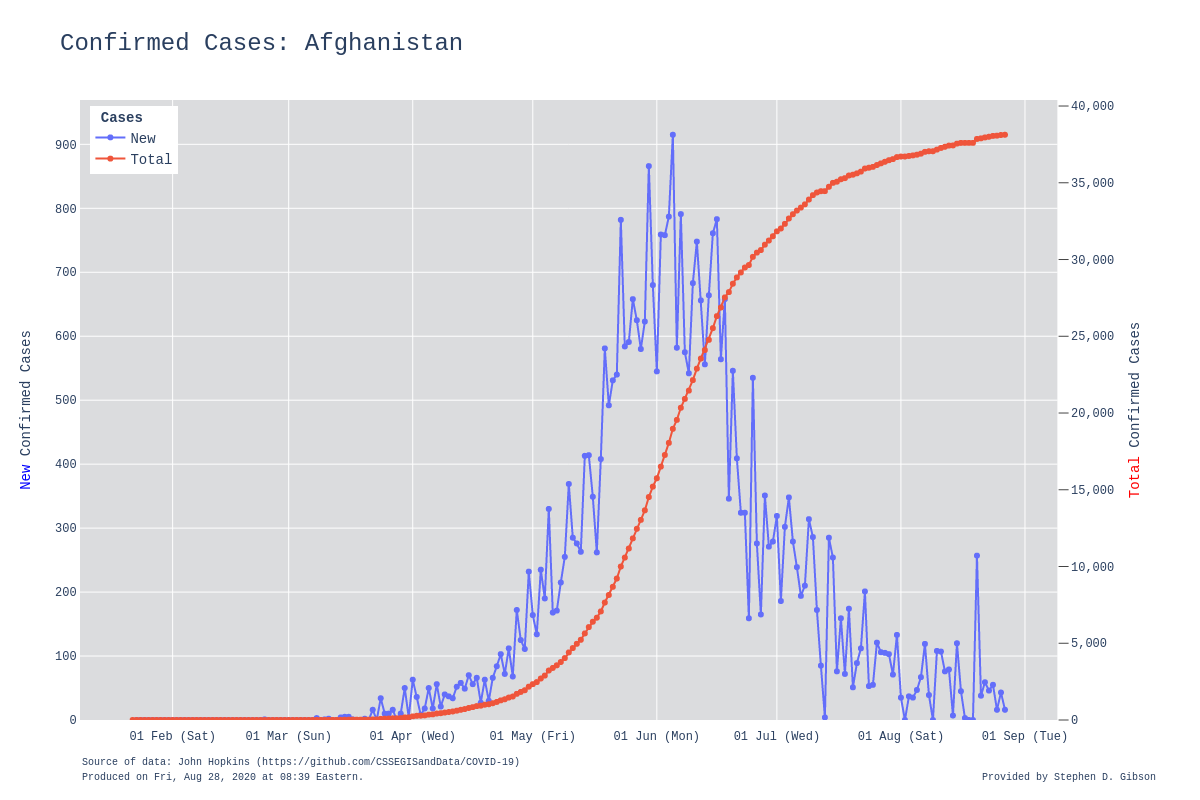 Confirmed Cases: Afghanistan
Cases
New
Total
900
800
700
600
500
400
300
200
100
0
40,000
35,000
30,000
25,000
20,000
15,000
10,000
5,000
0
New Confirmed Cases
Total Confirmed Cases
01 Feb (Sat)
01 Mar (Sun)
01 Apr (Wed)
01 May (Fri)
01 Jun (Mon)
01 Jul (Wed)
01 Aug (Sat)
01 Sep (Tue)
Source of data: John Hopkins (https://github.com/CSSEGISandData/COVID-19)
Produced on Fri, Aug 28, 2020 at 08:39 Eastern.
Provided by Stephen D. Gibson